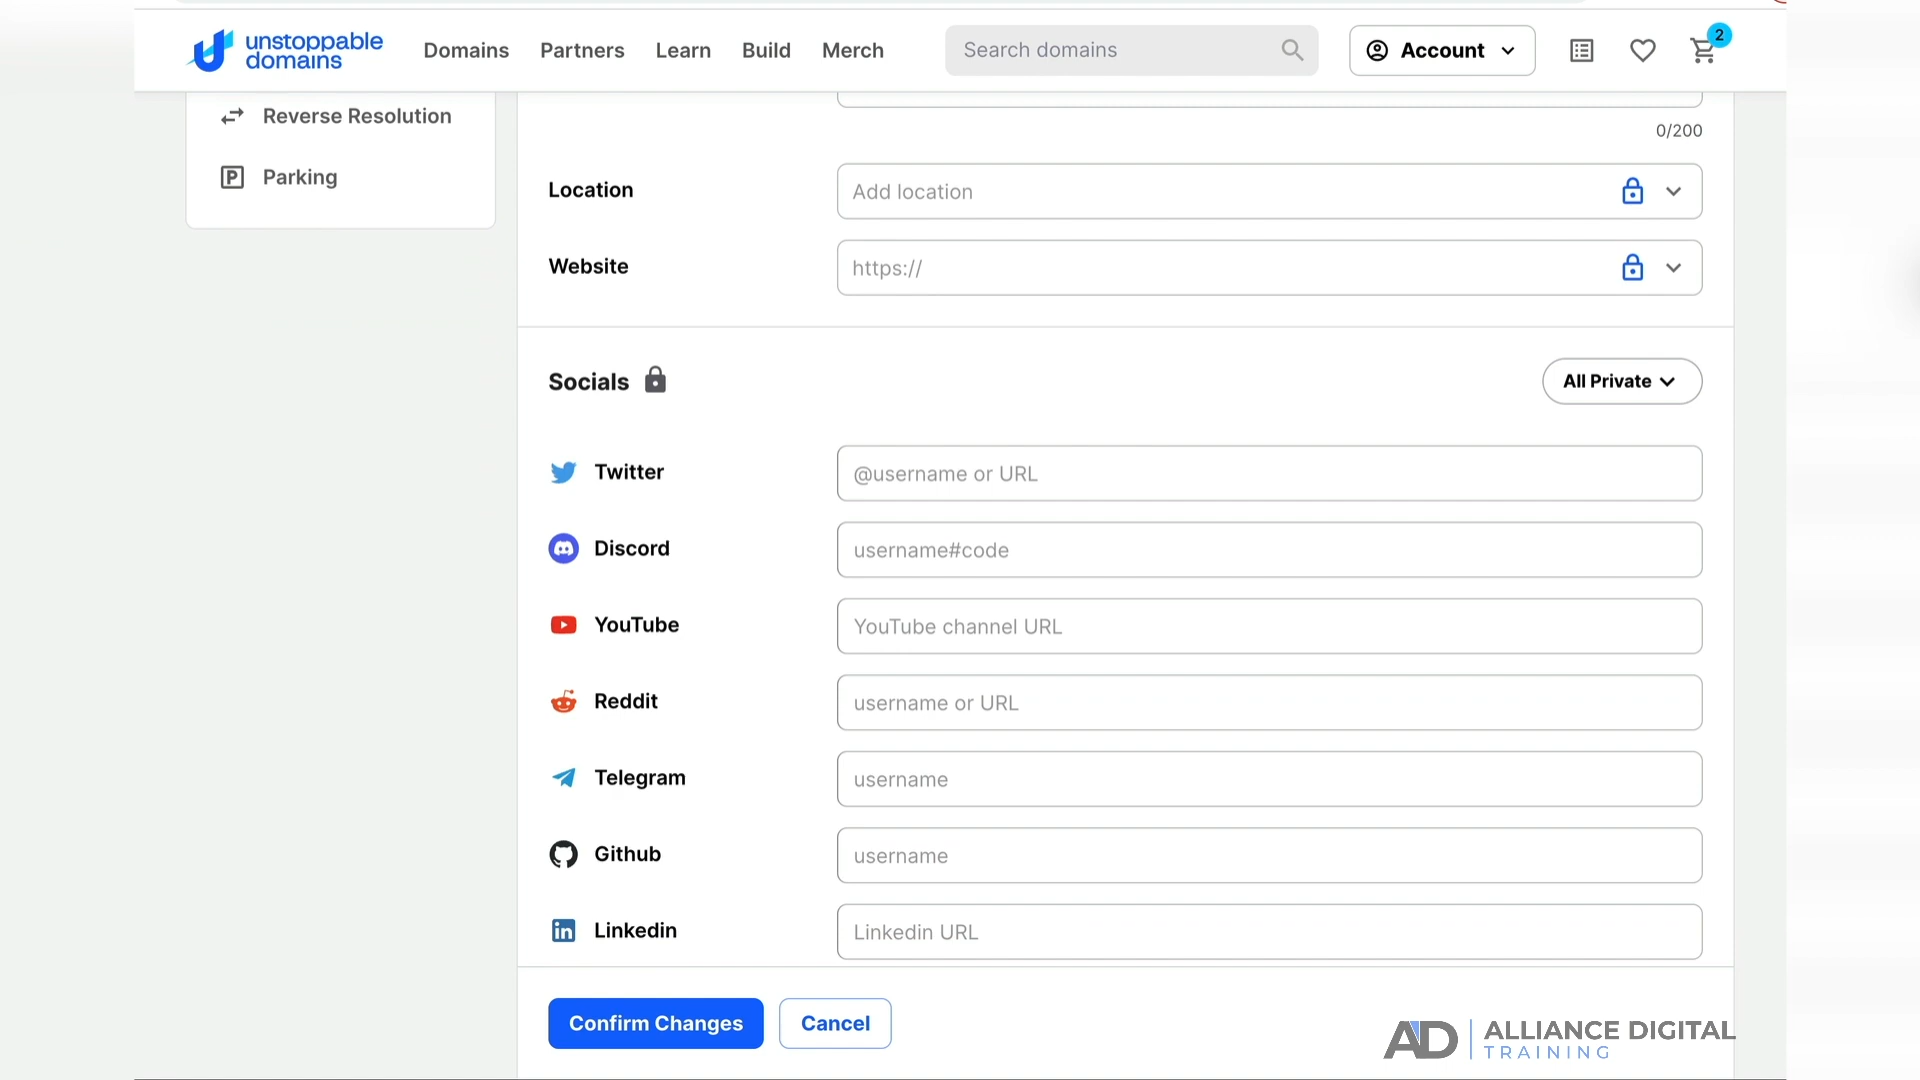 unstoppable
domains
Domains
Partners
Learn
Build
Merch
Search domains
Account
2
Reverse Resolution
Parking
0/200
Location
Add location
Website
https://
Socials
All Private
Twitter
@username or URL
Discord
username#code
YouTube
YouTube channel URL
Reddit
username or URL
Telegram
username
Github
username
Linkedin
Linkedin URL
Confirm Changes
Cancel
AD
ALLIANCE DIGITAL
TRAINING